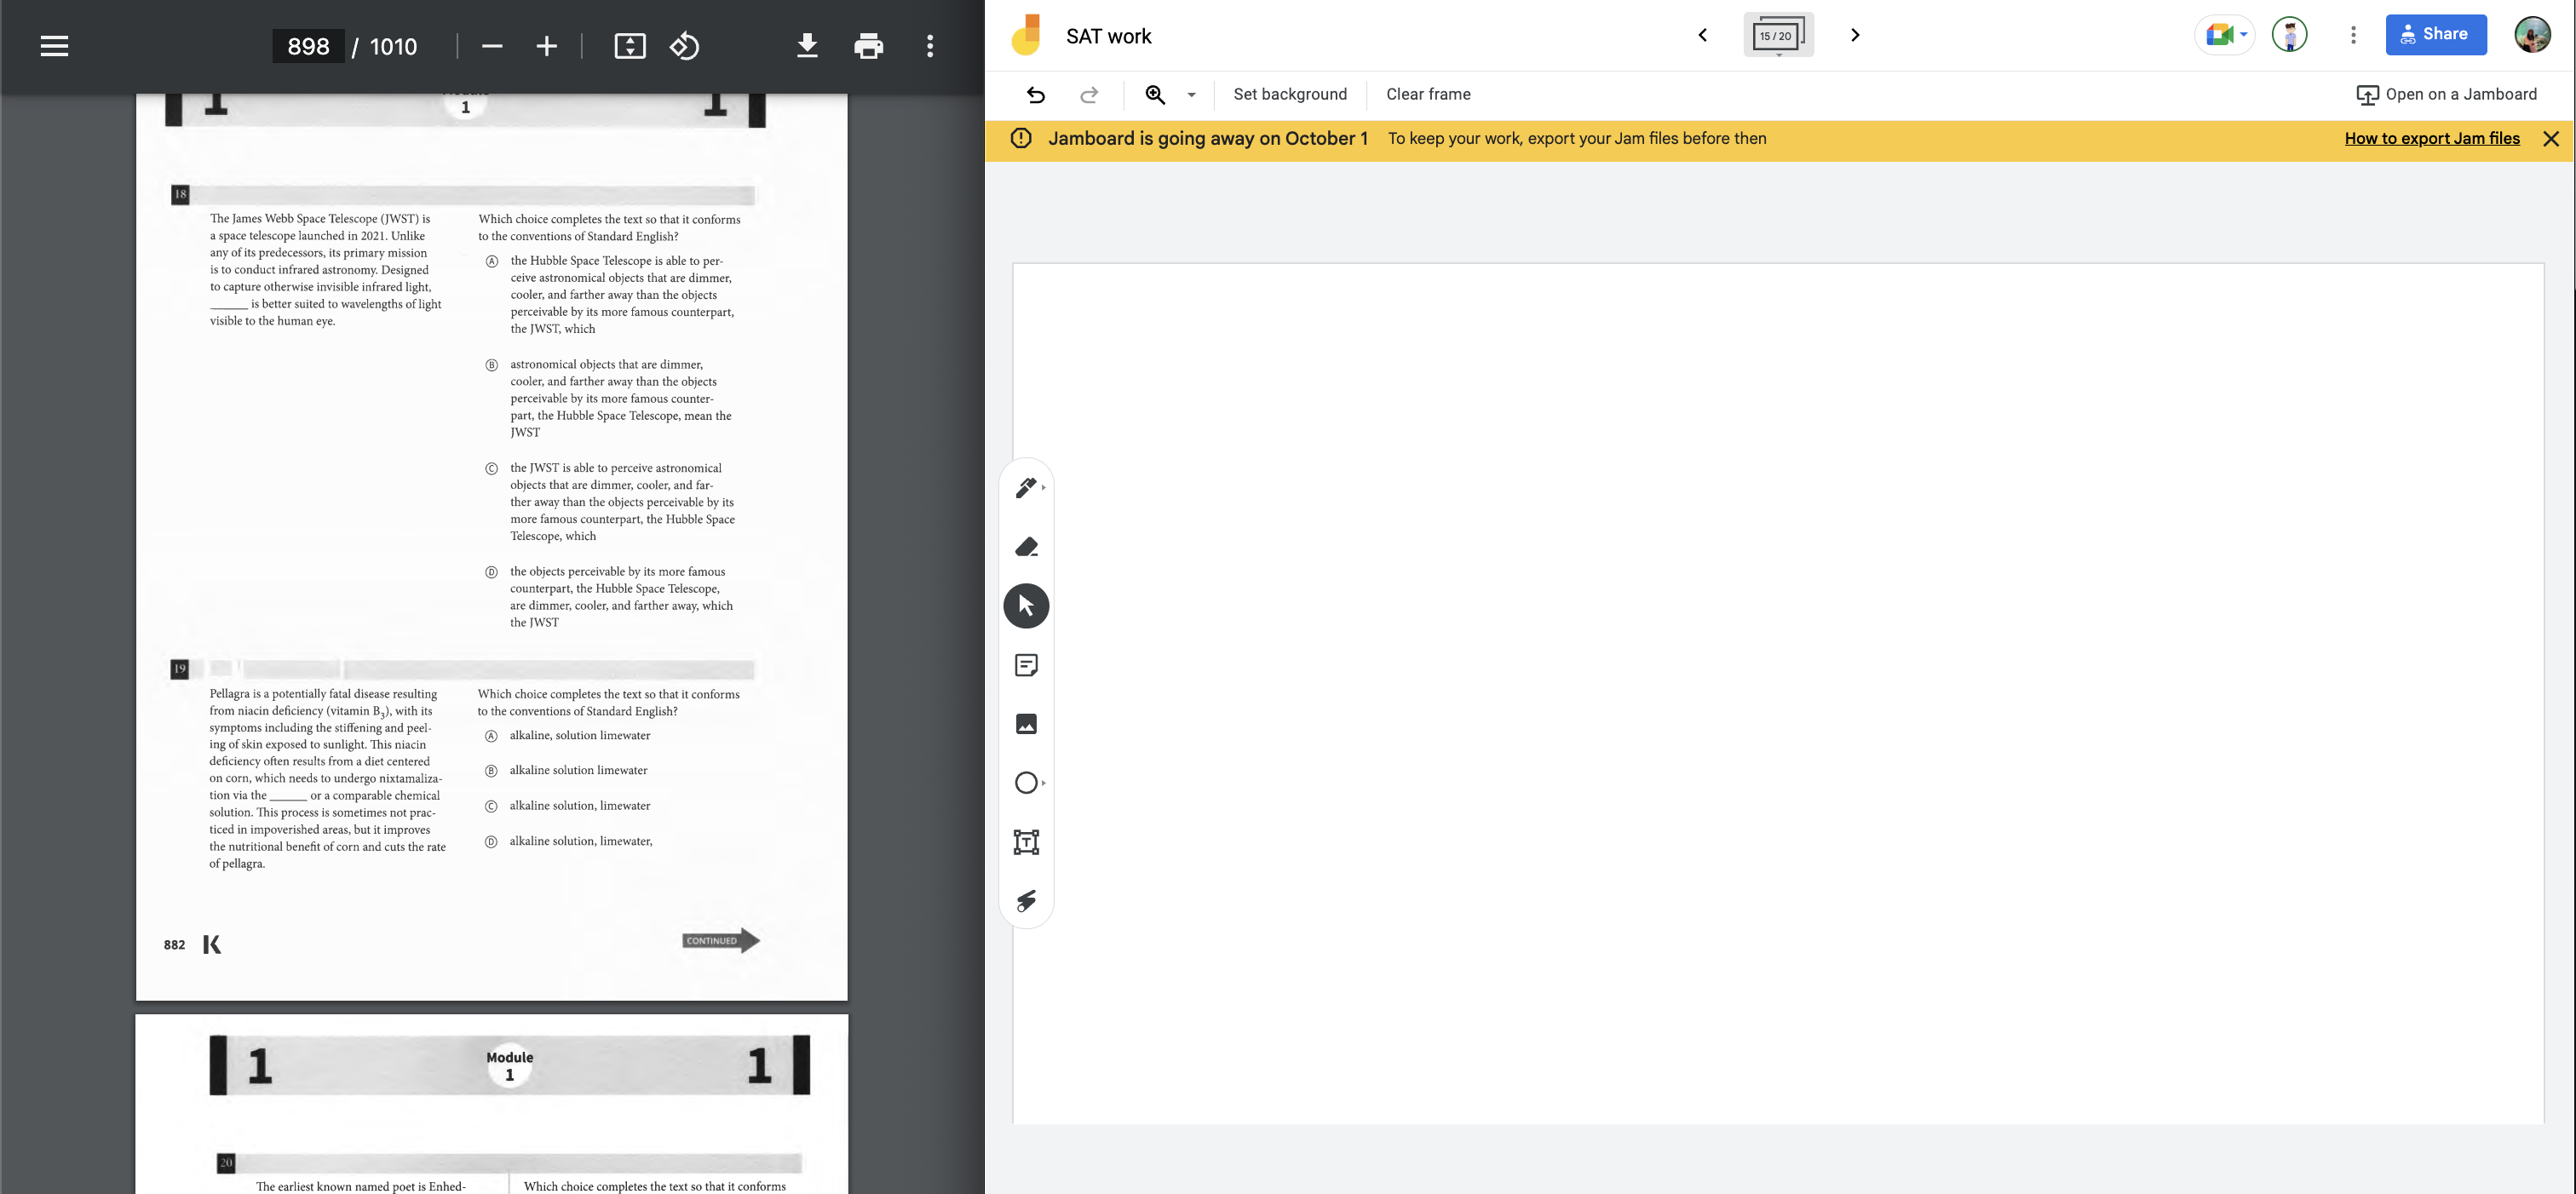 898 / 1010
1 Module 1
1
18
The James Webb Space Telescope (JWST) is
a space telescope launched in 2021. Unlike
any of its predecessors, its primary mission
is to conduct infrared astronomy. Designed
to capture otherwise invisible infrared light,
______ is better suited to wavelengths of light
visible to the human eye.
Which choice completes the text so that it conforms
to the conventions of Standard English?
Ⓐ the Hubble Space Telescope is able to per-
ceive astronomical objects that are dimmer,
cooler, and farther away than the objects
perceivable by its more famous counterpart,
the JWST, which
Ⓑ astronomical objects that are dimmer,
cooler, and farther away than the objects
perceivable by its more famous counter-
part, the Hubble Space Telescope, mean the
JWST
Ⓒ the JWST is able to perceive astronomical
objects that are dimmer, cooler, and far-
ther away than the objects perceivable by its
more famous counterpart, the Hubble Space
Telescope, which
Ⓓ the objects perceivable by its more famous
counterpart, the Hubble Space Telescope,
are dimmer, cooler, and farther away, which
the JWST
19
Pellagra is a potentially fatal disease resulting
from niacin deficiency (vitamin B₃), with its
symptoms including the stiffening and peel-
ing of skin exposed to sunlight. This niacin
deficiency often results from a diet centered
on corn, which needs to undergo nixtamaliza-
tion via the ______ or a comparable chemical
solution. This process is sometimes not prac-
ticed in impoverished areas, but it improves
the nutritional benefit of corn and cuts the rate
of pellagra.
Which choice completes the text so that it conforms
to the conventions of Standard English?
Ⓐ alkaline, solution limewater
Ⓑ alkaline solution limewater
Ⓒ alkaline solution, limewater
Ⓓ alkaline solution, limewater,
882 K
CONTINUED
1 Module 1
1
20
The earliest known named poet is Enhed-
Which choice completes the text so that it conforms
SAT work
15 / 20
Share
Set background
Clear frame
Open on a Jamboard
Jamboard is going away on October 1 To keep your work, export your Jam files before then
How to export Jam files